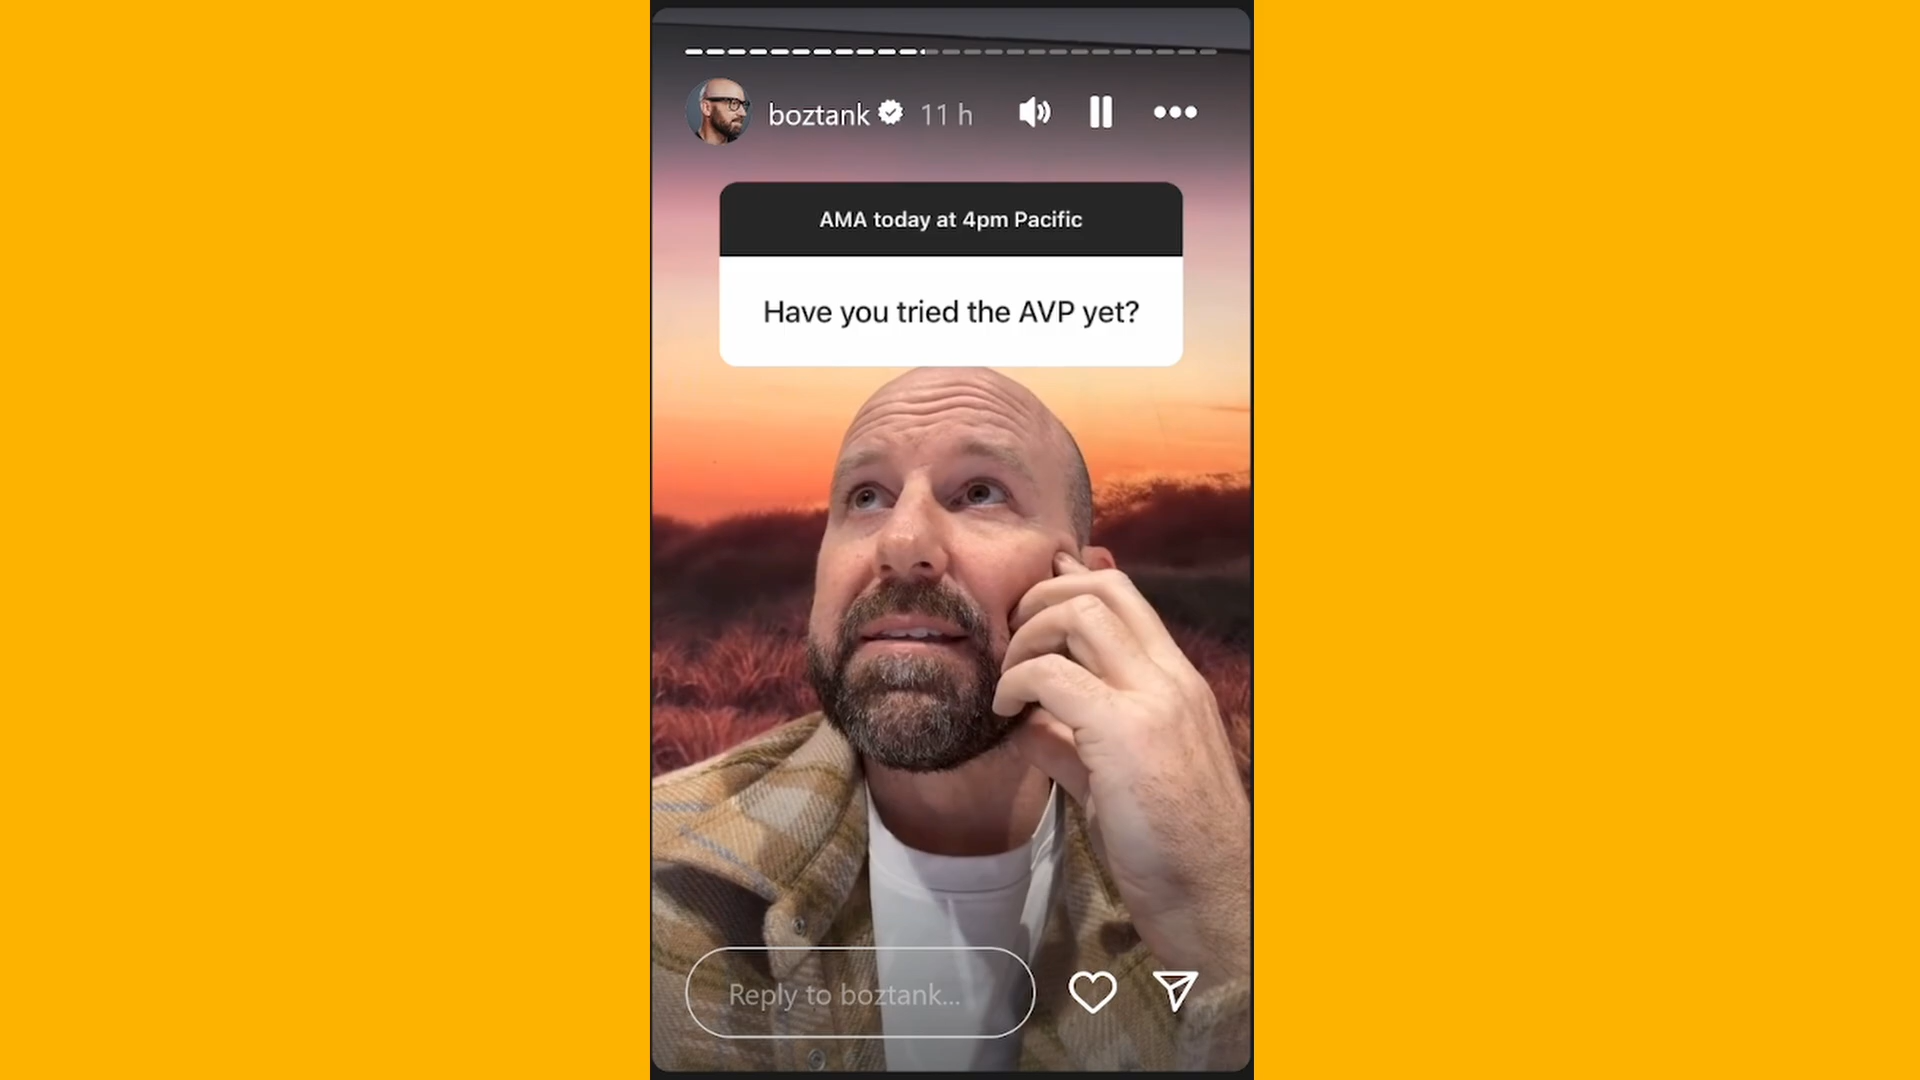 boztank 11 h
AMA today at 4pm Pacific
Have you tried the AVP yet?
Reply to boztank...